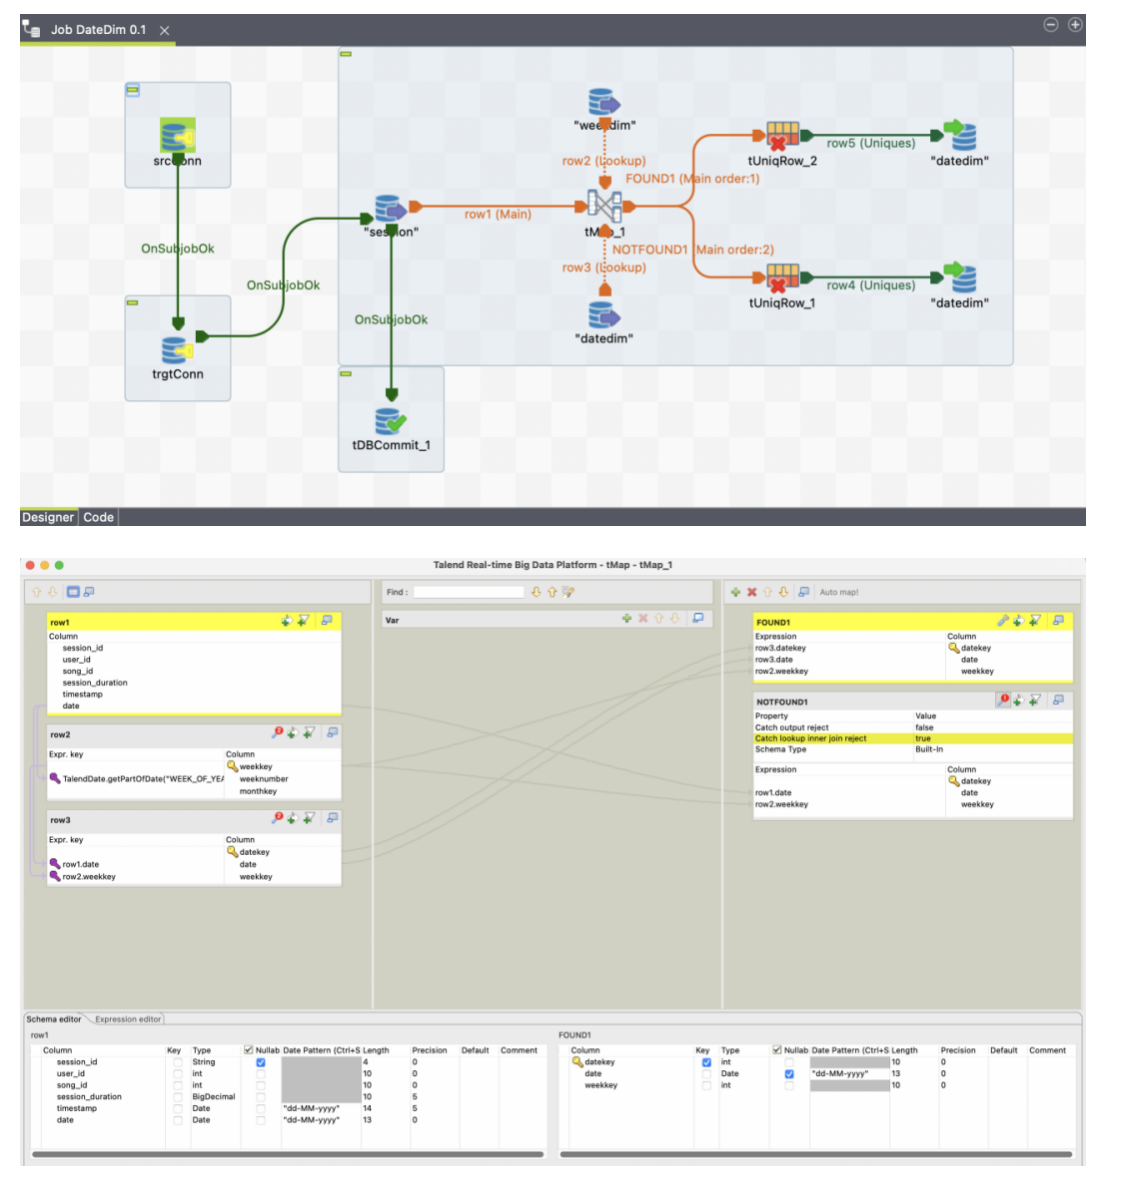 Job DateDim 0.1
srcConn
OnSubjobOk
trgtConn
OnSubjobOk
"session"
OnSubjobOk
tDBCommit_1
row1 (Main)
"weekdim"
row2 (Lookup)
tMap_1
row3 (Lookup)
"datedim"
FOUND1 (Main order:1)
NOTFOUND1 (Main order:2)
tUniqRow_2
row5 (Uniques)
"datedim"
tUniqRow_1
row4 (Uniques)
"datedim"
Designer Code
Talend Real-time Big Data Platform - tMap - tMap_1
Find :
Auto map!
row1
Column
session_id
user_id
song_id
session_duration
timestamp
date
row2
Expr. key Column
weekkey
TalendDate.getPartOfDate("WEEK_OF_YEA weeknumber
monthkey
row3
Expr. key Column
datekey
row1.date date
row2.weekkey weekkey
Var
FOUND1
Expression Column
row3.datekey datekey
row3.date date
row2.weekkey weekkey
NOTFOUND1
Property Value
Catch output reject false
Catch lookup inner join reject true
Schema Type Built-In
Expression Column
datekey
row1.date date
row2.weekkey weekkey
Schema editor Expression editor
row1
Column Key Type Nullab Date Pattern (Ctrl+S Length Precision Default Comment
session_id String 4 0
user_id int 10 0
song_id int 10 0
session_duration BigDecimal 10 5
timestamp Date "dd-MM-yyyy" 14 5
date Date "dd-MM-yyyy" 13 0
FOUND1
Column Key Type Nullab Date Pattern (Ctrl+S Length Precision Default Comment
datekey int 10 0
date Date "dd-MM-yyyy" 13 0
weekkey int 10 0